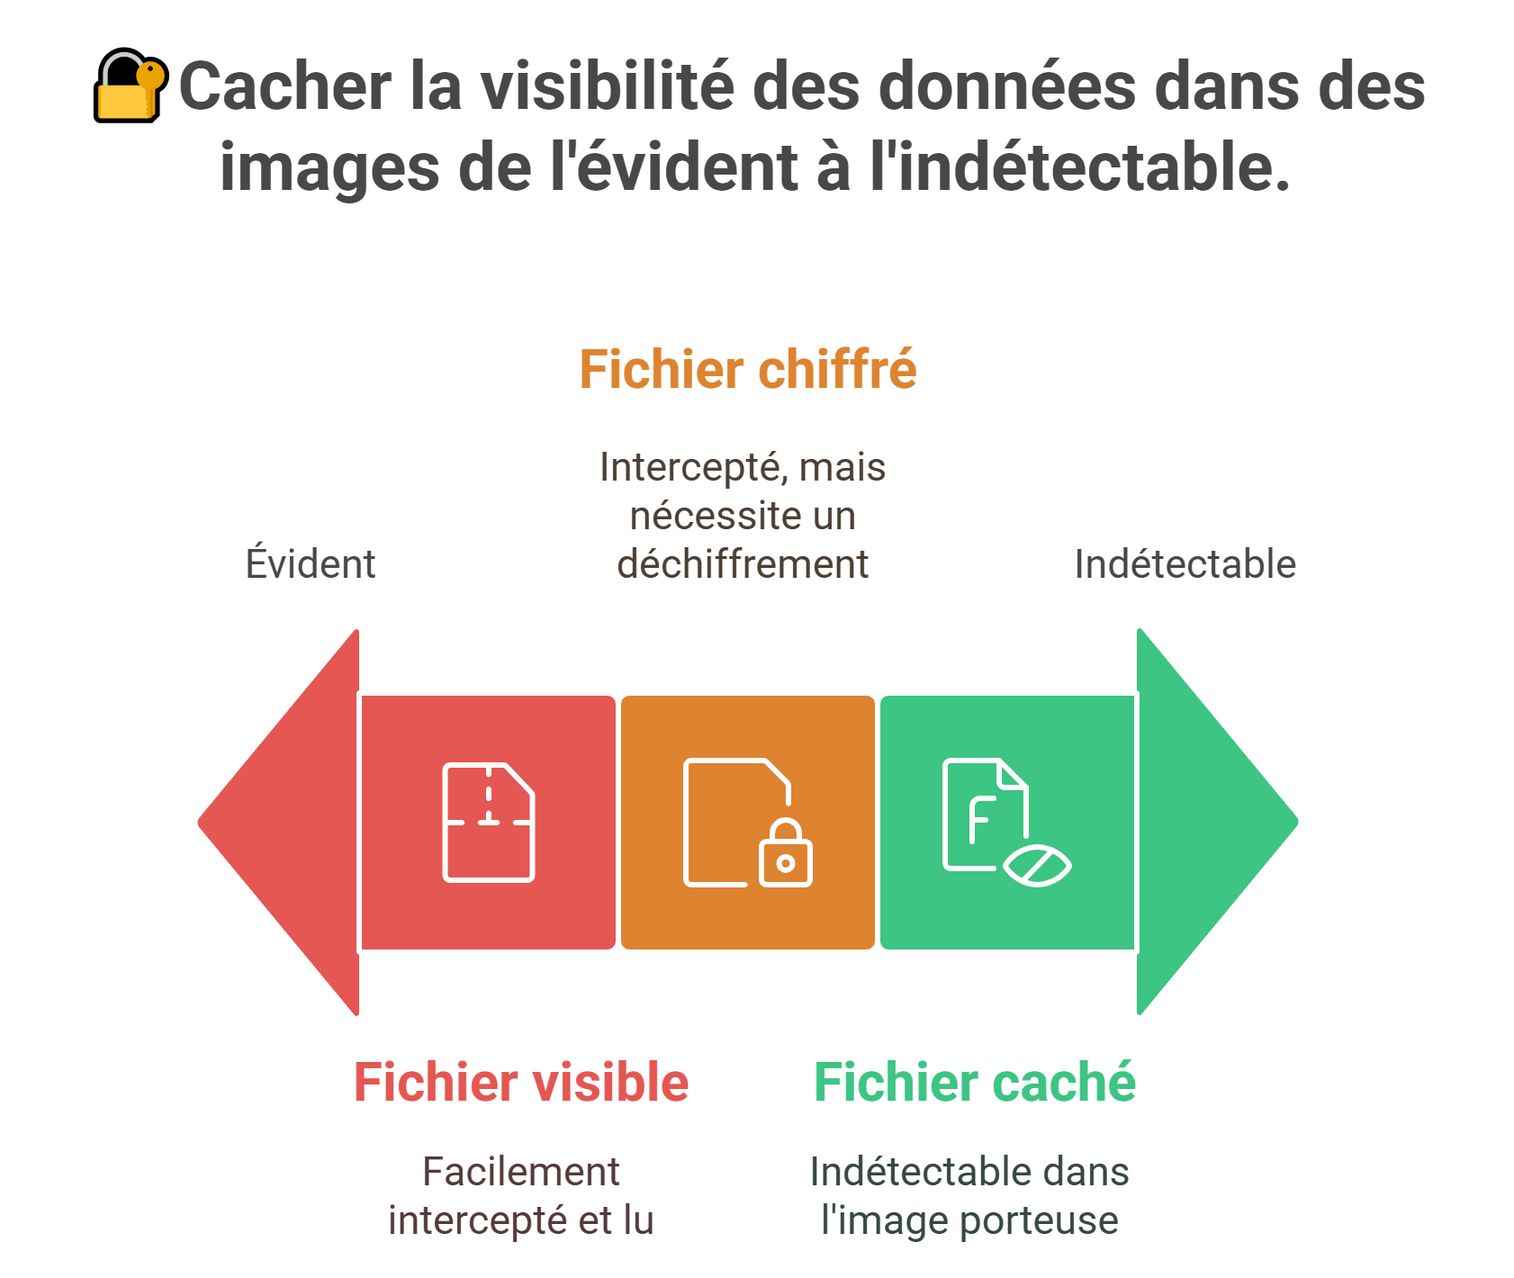 Cacher la visibilité des données dans des
images de l'évident à l'indétectable.
Fichier chiffré
Intercepté, mais
nécessite un
déchiffrement
Évident
Indétectable
Fichier visible
Facilement
intercepté et lu
Fichier caché
Indétectable dans
l'image porteuse